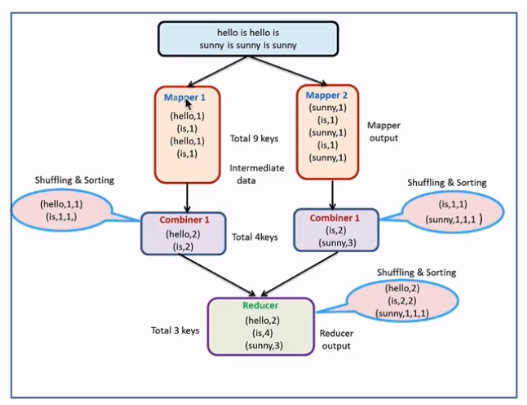 hello is hello is
sunny is sunny is sunny
Mapper 1
(hello,1)
(is,1)
(hello,1)
(is,1)
Total 9 keys
Intermediate
data
Mapper 2
(sunny,1)
(is,1)
(sunny,1)
(is,1)
(sunny,1)
Mapper
output
Shuffling & Sorting
(hello,1,1)
(is,1,1,)
Combiner 1
(hello,2)
(is,2)
Total 4keys
Combiner 1
(is,2)
(sunny,3)
Shuffling & Sorting
(is,1,1)
(sunny,1,1,1 )
Total 3 keys
Reducer
(hello,2)
(is,4)
(sunny,3)
Reducer
output
Shuffling & Sorting
(hello,2)
(is,2,2)
(sunny,1,1,1)